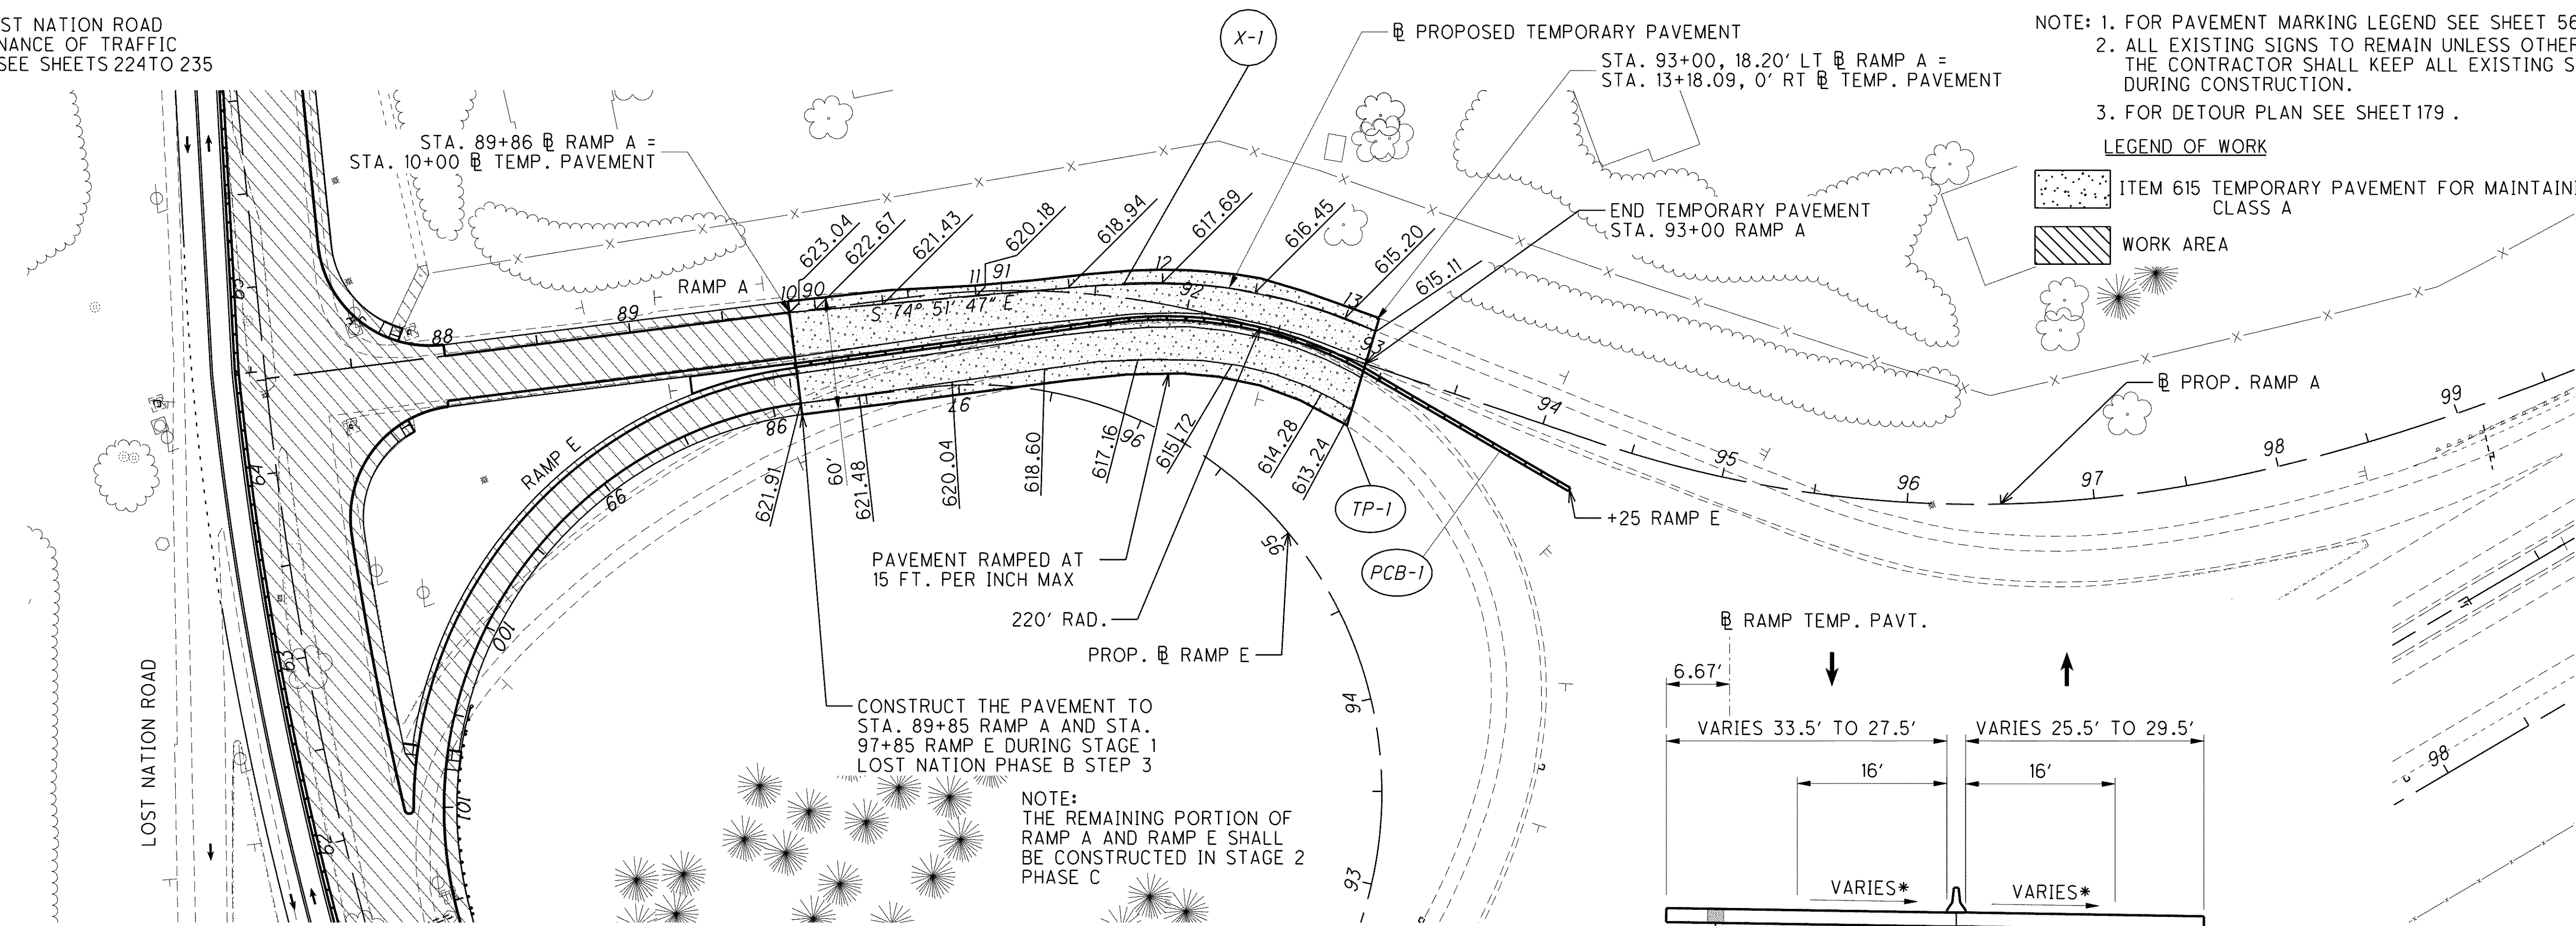 ST NATION ROAD
NANCE OF TRAFFIC
SEE SHEETS 224 TO 235
X-1
℄ PROPOSED TEMPORARY PAVEMENT
STA. 93+00, 18.20' LT ℄ RAMP A =
STA. 13+18.09, 0' RT ℄ TEMP. PAVEMENT
NOTE: 1. FOR PAVEMENT MARKING LEGEND SEE SHEET 56
2. ALL EXISTING SIGNS TO REMAIN UNLESS OTHER
THE CONTRACTOR SHALL KEEP ALL EXISTING S
DURING CONSTRUCTION.
3. FOR DETOUR PLAN SEE SHEET 179 .
LEGEND OF WORK
ITEM 615 TEMPORARY PAVEMENT FOR MAINTAIN
CLASS A
WORK AREA
STA. 89+86 ℄ RAMP A =
STA. 10+00 ℄ TEMP. PAVEMENT
END TEMPORARY PAVEMENT
STA. 93+00 RAMP A
623.04
622.67
621.43
620.18
618.94
617.69
616.45
615.20
615.11
RAMP A
10
90
11
91
12
92
13
93
S 74° 51' 47" E
88
89
94
95
96
97
98
99
℄ PROP. RAMP A
RAMP E
98
97
96
95
94
93
99
100
101
65
64
63
62
621.91
60'
621.48
620.04
618.60
617.16
615.72
614.28
613.24
TP-1
PCB-1
+25 RAMP E
PAVEMENT RAMPED AT
15 FT. PER INCH MAX
220' RAD.
PROP. ℄ RAMP E
CONSTRUCT THE PAVEMENT TO
STA. 89+85 RAMP A AND STA.
97+85 RAMP E DURING STAGE 1
LOST NATION PHASE B STEP 3
NOTE:
THE REMAINING PORTION OF
RAMP A AND RAMP E SHALL
BE CONSTRUCTED IN STAGE 2
PHASE C
LOST NATION ROAD
℄ RAMP TEMP. PAVT.
6.67'
VARIES 33.5' TO 27.5'
VARIES 25.5' TO 29.5'
16'
16'
VARIES*
VARIES*
98